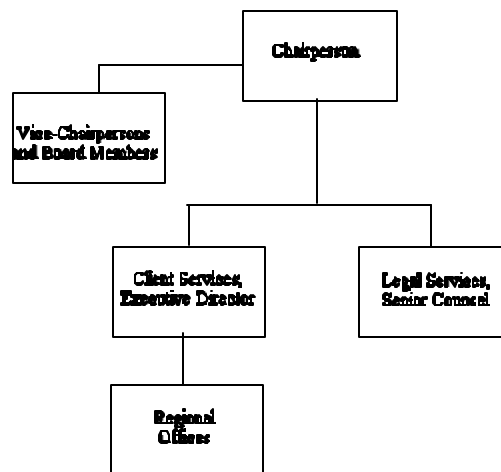 Chairperson
Vice-Chairpersons
and Board Members
Client Services,
Executive Director
Legal Services,
Senior Counsel
Regional
Offices